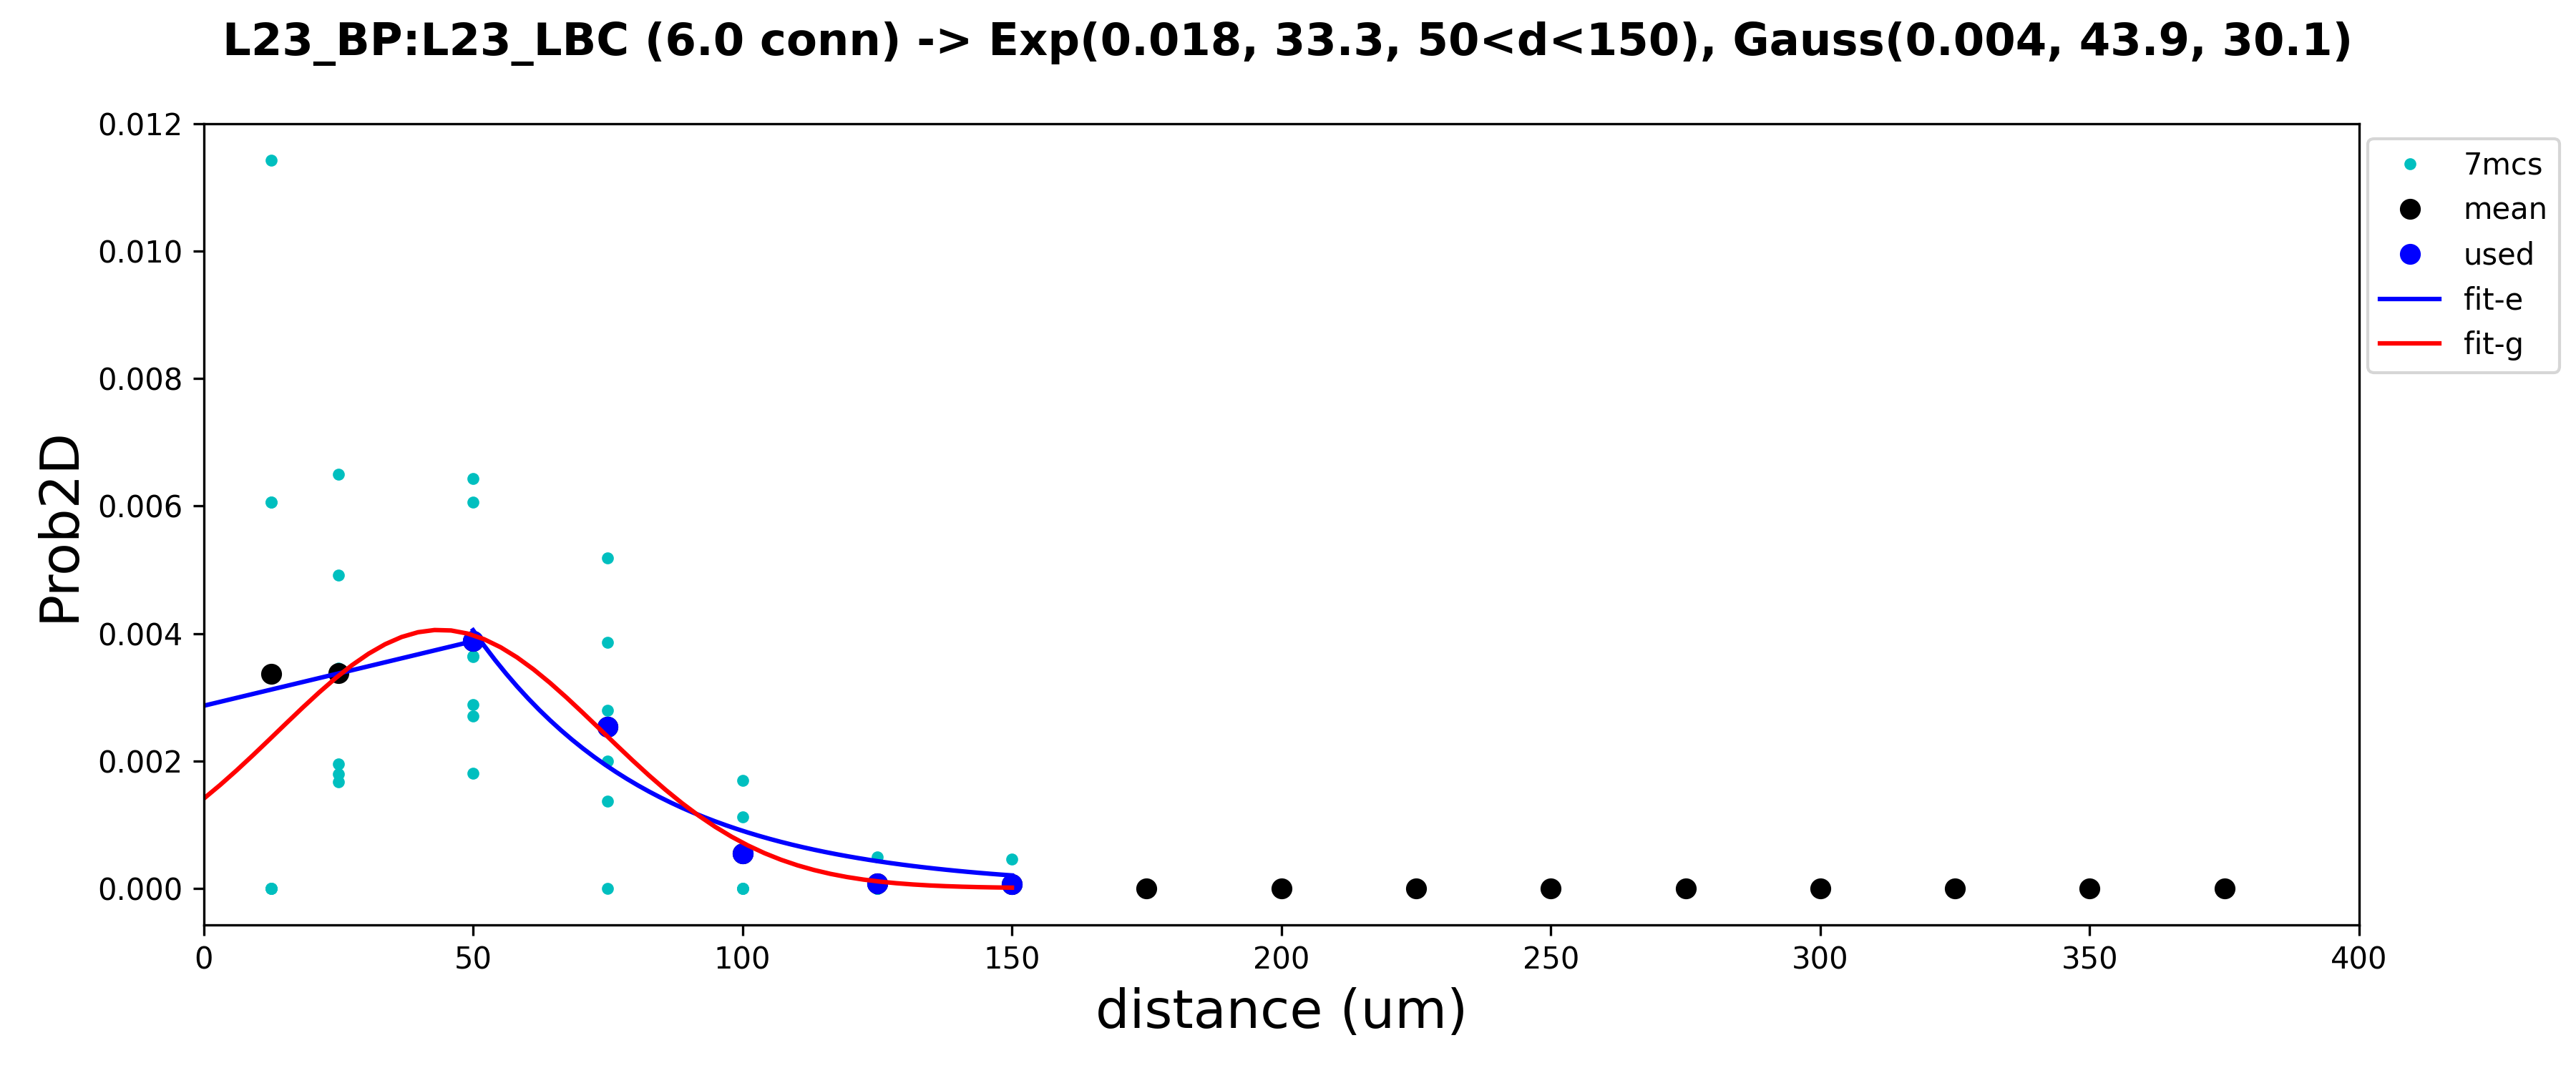 L23_BP:L23_LBC (6.0 conn) -> Exp(0.018, 33.3, 50<d<150), Gauss(0.004, 43.9, 30.1)
0.012
0.010
0.008
0.006
0.004
0.002
0.000
Prob2D
0 50 100 150 200 250 300 350 400
distance (um)
7mcs
mean
used
fit-e
fit-g